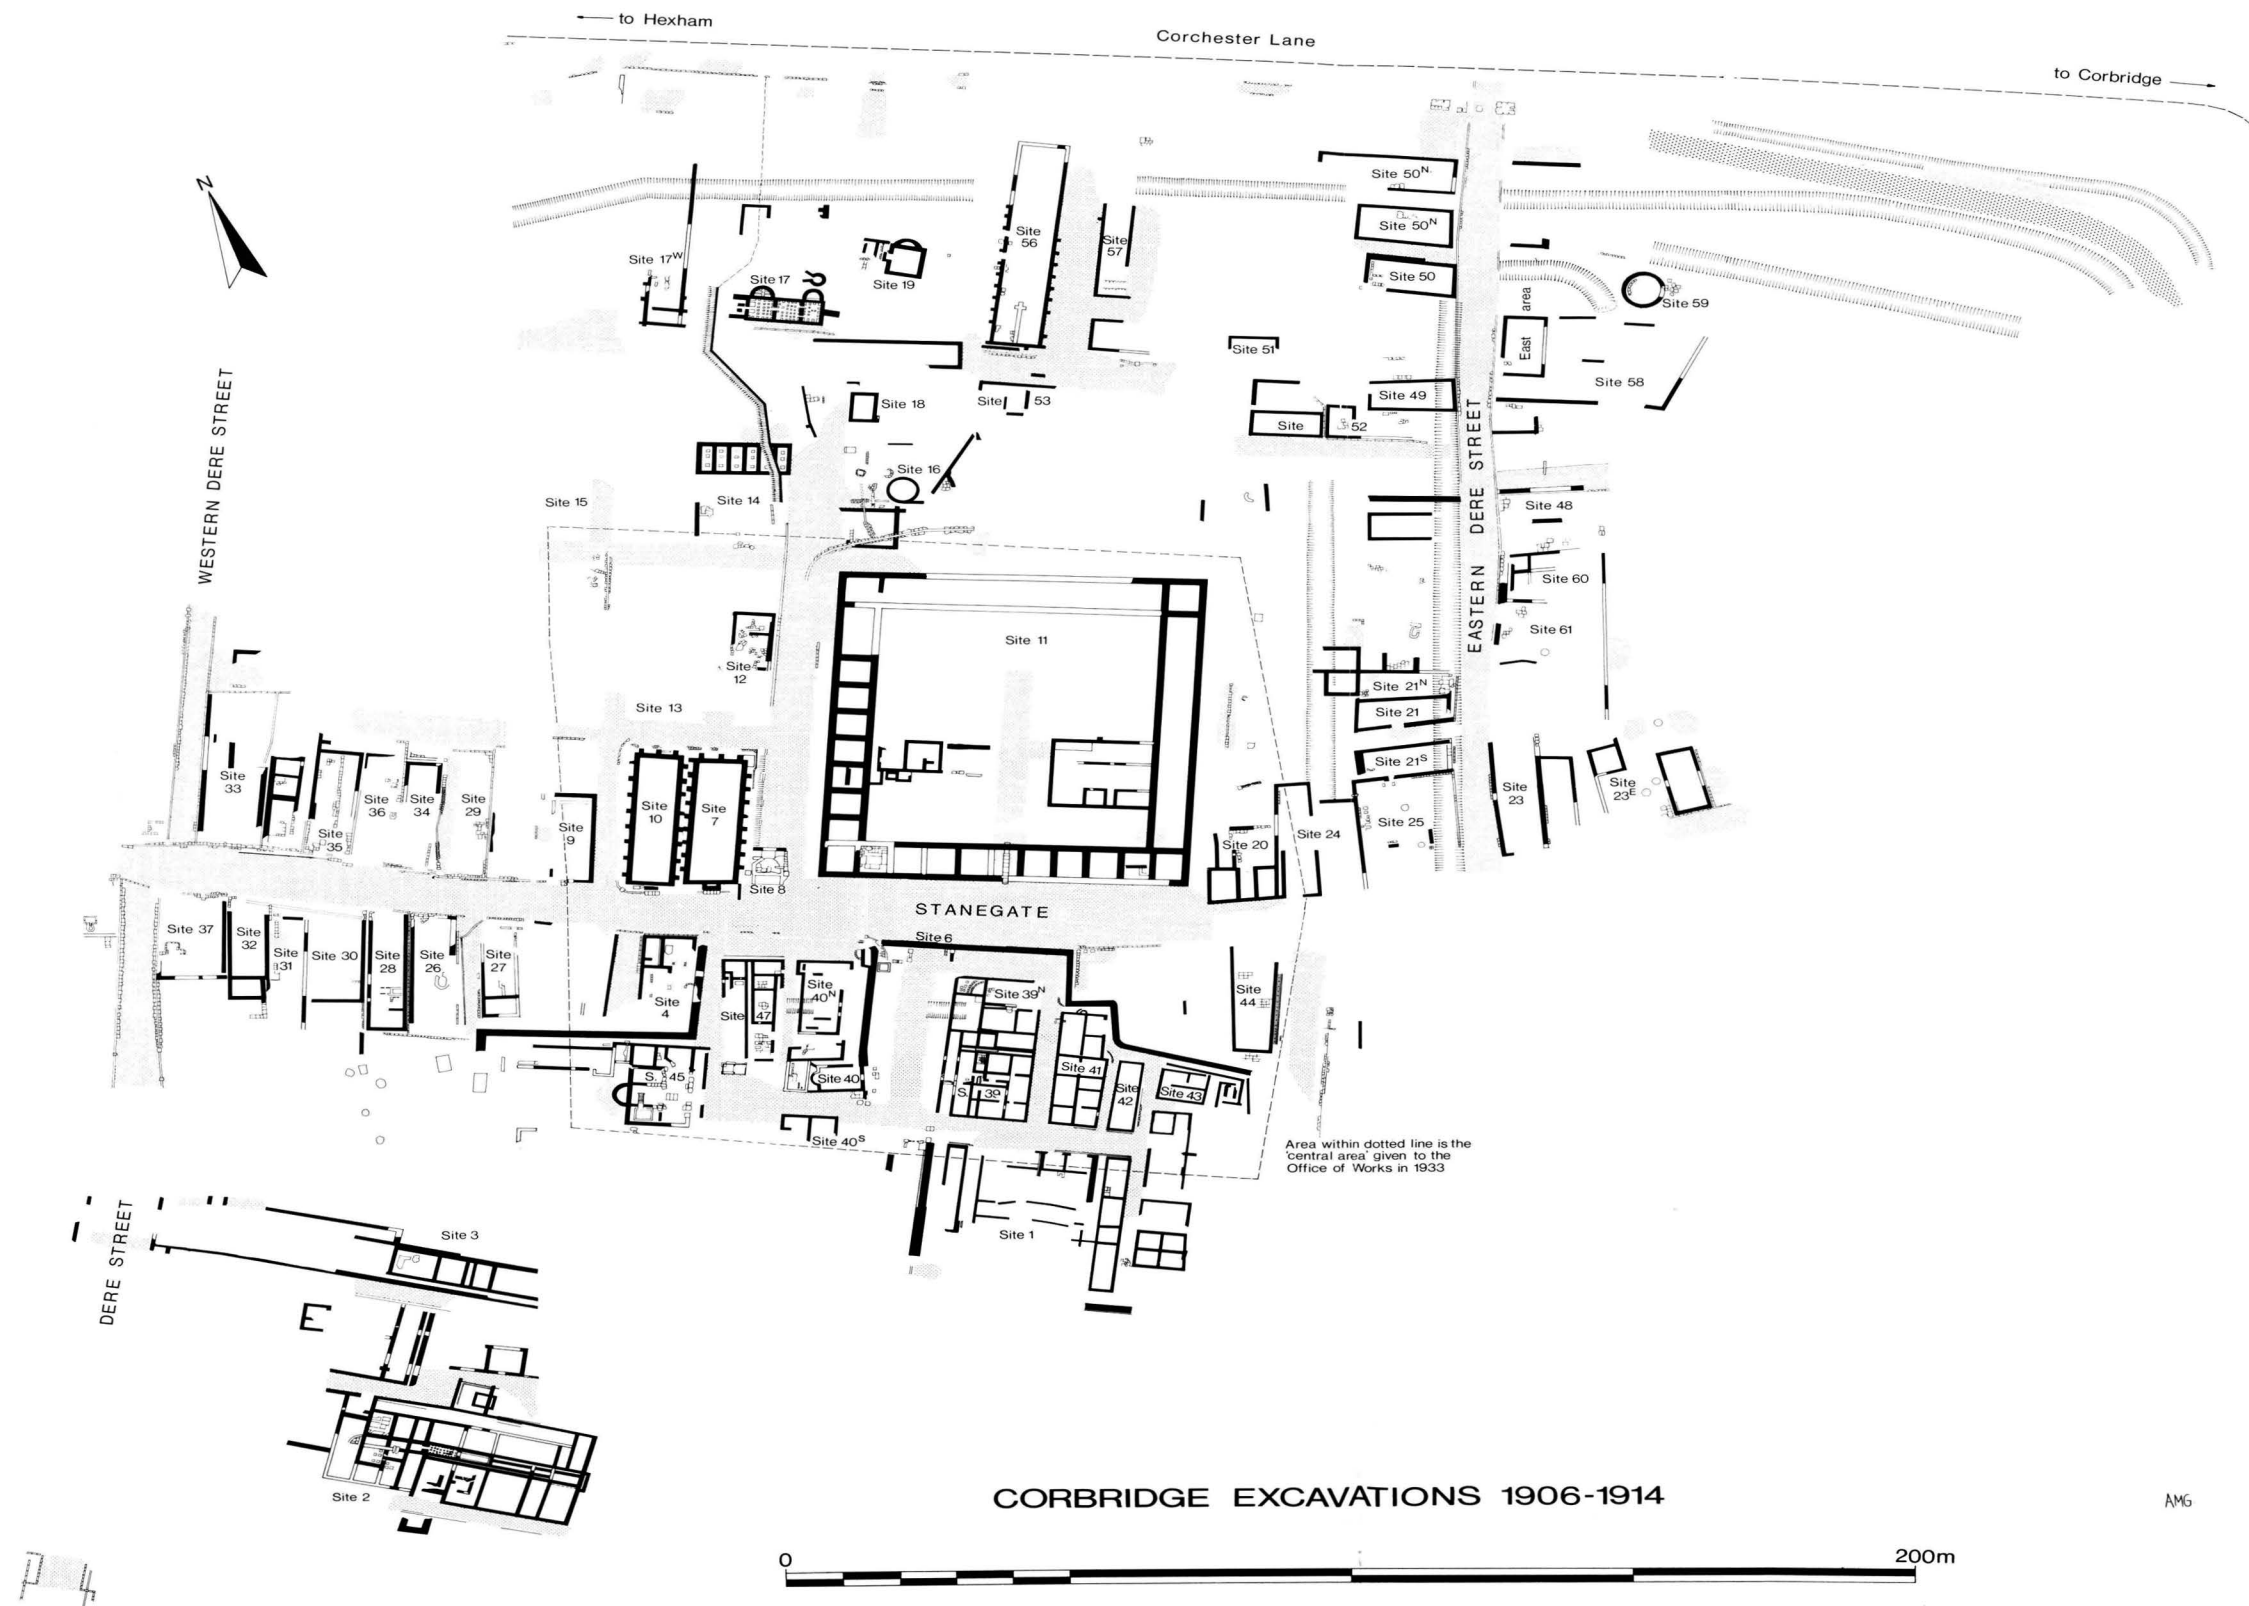 to Hexham
Corchester Lane
to Corbridge
N
Site 50N
Site 50N
Site 50
Site 56
Site 57
Site 17W
Site 17
Site 19
Site 59
East area
Site 51
Site 58
Site 18
Site 53
Site 49
Site 52
WESTERN DERE STREET
EASTERN DERE STREET
Site 16
Site 15
Site 14
Site 48
Site 60
Site 11
Site 61
Site 12
Site 13
Site 21N
Site 21
Site 21S
Site 33
Site 36
Site 34
Site 29
Site 35
Site 9
Site 10
Site 7
Site 8
Site 20
Site 24
Site 25
Site 23
Site 23E
STANEGATE
Site 6
Site 37
Site 32
Site 31
Site 30
Site 28
Site 26
Site 27
Site 4
Site 47
Site 40N
Site 39N
Site 44
S. 45
Site 40
S. 39
Site 41
Site 42
Site 43
Site 40S
Area within dotted line is the
'central area' given to the
Office of Works in 1933
DERE STREET
Site 3
Site 1
Site 2
CORBRIDGE EXCAVATIONS 1906-1914
AMG
0
200m